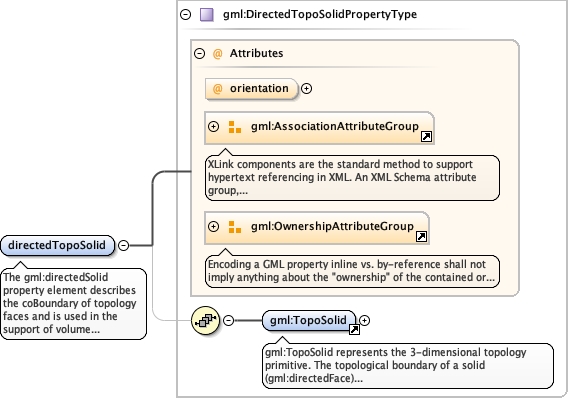 gml:DirectedTopoSolidPropertyType
@ Attributes
@ orientation
gml:AssociationAttributeGroup
XLink components are the standard method to support
hypertext referencing in XML. An XML Schema attribute
group,...
gml:OwnershipAttributeGroup
Encoding a GML property inline vs. by-reference shall not
imply anything about the "ownership" of the contained or...
directedTopoSolid
The gml:directedSolid
property element describes
the coBoundary of topology
faces and is used in the
support of volume...
gml:TopoSolid
gml:TopoSolid represents the 3-dimensional topology
primitive. The topological boundary of a solid
(gml:directedFace)...